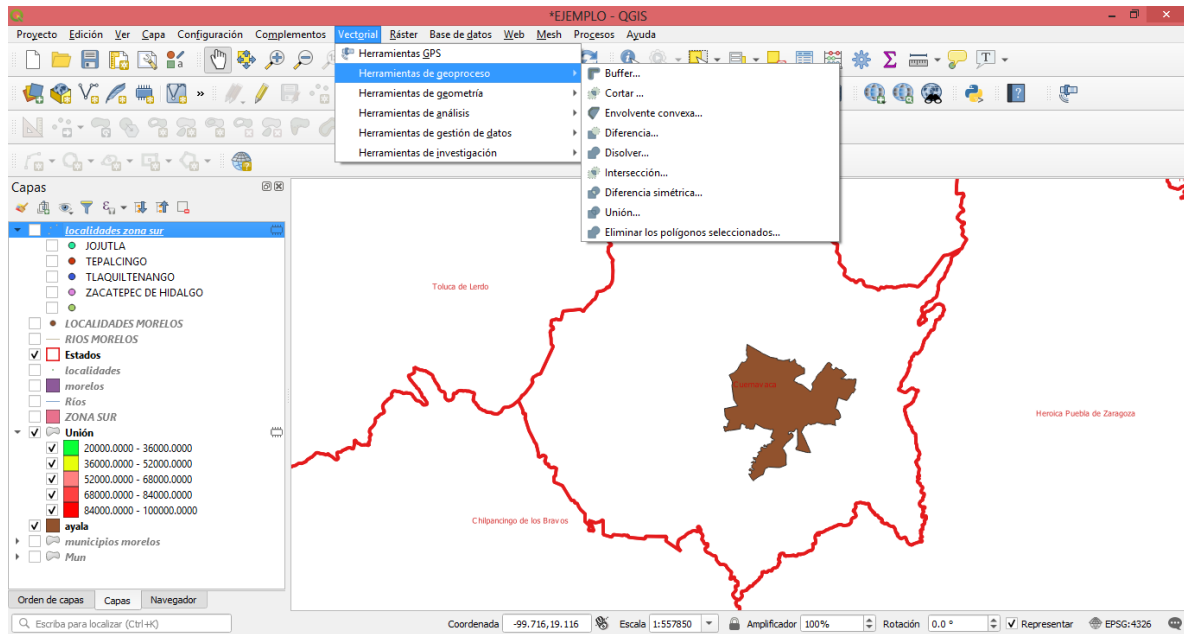 *EJEMPLO - QGIS
Proyecto Edición Ver Capa Configuración Complementos Vectorial Ráster Base de datos Web Mesh Procesos Ayuda
Herramientas GPS
Herramientas de geoproceso
Herramientas de geometría
Herramientas de análisis
Herramientas de gestión de datos
Herramientas de investigación
Buffer...
Cortar ...
Envolvente convexa...
Diferencia...
Disolver...
Intersección...
Diferencia simétrica...
Unión...
Eliminar los polígonos seleccionados...
Capas
localidades zona sur
JOJUTLA
TEPALCINGO
TLAQUILTENANGO
ZACATEPEC DE HIDALGO
LOCALIDADES MORELOS
RIOS MORELOS
Estados
localidades
morelos
Ríos
ZONA SUR
Unión
20000.0000 - 36000.0000
36000.0000 - 52000.0000
52000.0000 - 68000.0000
68000.0000 - 84000.0000
84000.0000 - 100000.0000
ayala
municipios morelos
Mun
Toluca de Lerdo
Cuernavaca
Heroica Puebla de Zaragoza
Chilpancingo de los Bravos
Orden de capas Capas Navegador
Escriba para localizar (Ctrl+K) Coordenada -99.716,19.116 Escala 1:557850 Amplificador 100% Rotación 0.0 ° Representar EPSG:4326